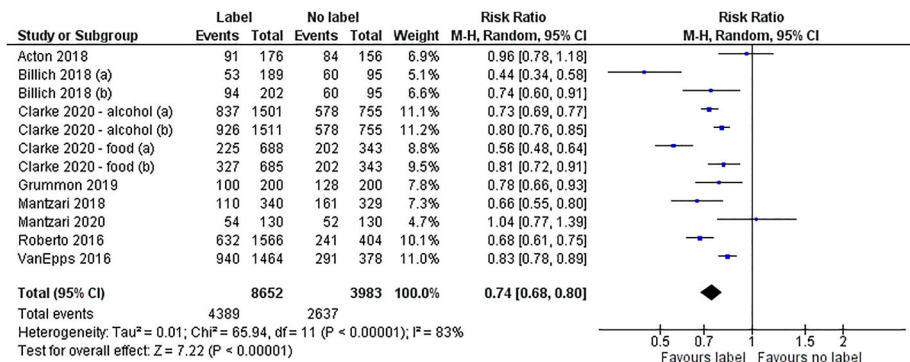 Label No label Risk Ratio Risk Ratio
Study or Subgroup Events Total Events Total Weight M-H, Random, 95% CI M-H, Random, 95% CI
Acton 2018 91 176 84 156 6.9% 0.96 [0.78, 1.18]
Billich 2018 (a) 53 189 60 95 5.1% 0.44 [0.34, 0.58]
Billich 2018 (b) 94 202 60 95 6.6% 0.74 [0.60, 0.91]
Clarke 2020 - alcohol (a) 837 1501 578 755 11.1% 0.73 [0.69, 0.77]
Clarke 2020 - alcohol (b) 926 1511 578 755 11.2% 0.80 [0.76, 0.85]
Clarke 2020 - food (a) 225 688 202 343 8.8% 0.56 [0.48, 0.64]
Clarke 2020 - food (b) 327 685 202 343 9.5% 0.81 [0.72, 0.91]
Grummon 2019 100 200 128 200 7.9% 0.78 [0.66, 0.93]
Mantzari 2018 110 340 161 329 7.3% 0.66 [0.55, 0.80]
Mantzari 2020 54 130 52 130 4.7% 1.04 [0.77, 1.39]
Roberto 2016 632 1566 241 404 10.0% 0.68 [0.61, 0.75]
VanEpps 2016 940 1464 291 378 11.0% 0.83 [0.78, 0.89]
Total (95% CI) 8652 3983 100.0% 0.74 [0.68, 0.80]
Total events 4389 2637
Heterogeneity: Tau² = 0.01; Chi² = 65.94, df = 11 (P < 0.00001); I² = 83%
Test for overall effect: Z = 7.22 (P < 0.00001)
0.5 0.7 1 1.5 2
Favours label Favours no label